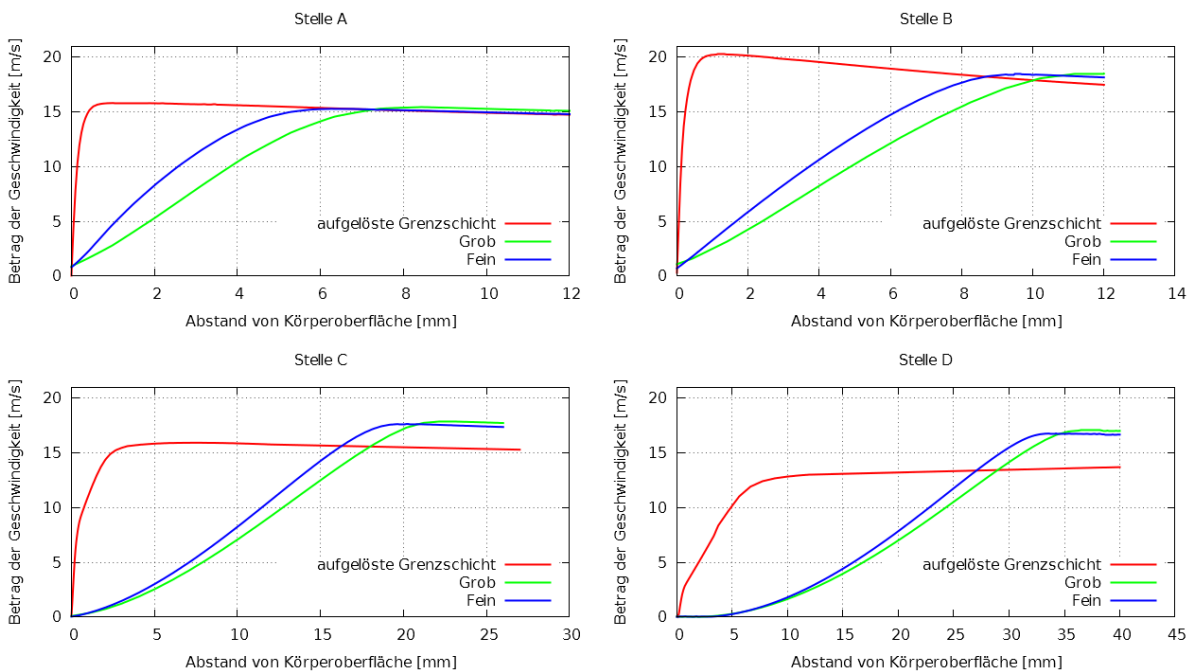 Stelle A
Betrag der Geschwindigkeit [m/s]
20
15
10
5
0
aufgelöste Grenzschicht
Grob
Fein
0 2 4 6 8 10 12
Abstand von Körperoberfläche [mm]
Stelle B
Betrag der Geschwindigkeit [m/s]
20
15
10
5
0
aufgelöste Grenzschicht
Grob
Fein
0 2 4 6 8 10 12 14
Abstand von Körperoberfläche [mm]
Stelle C
Betrag der Geschwindigkeit [m/s]
20
15
10
5
0
aufgelöste Grenzschicht
Grob
Fein
0 5 10 15 20 25 30
Abstand von Körperoberfläche [mm]
Stelle D
Betrag der Geschwindigkeit [m/s]
20
15
10
5
0
aufgelöste Grenzschicht
Grob
Fein
0 5 10 15 20 25 30 35 40 45
Abstand von Körperoberfläche [mm]